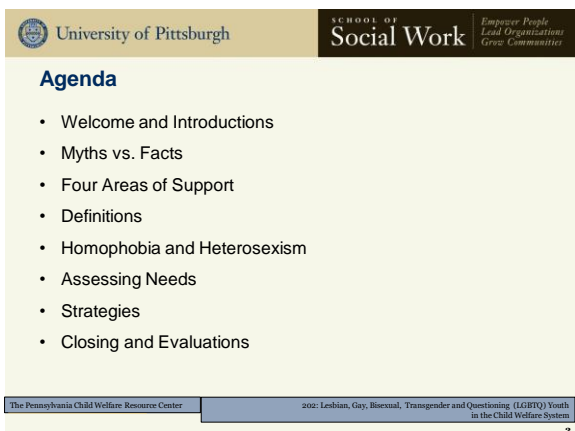 University of Pittsburgh
SCHOOL OF
Social Work
Empower People
Lead Organizations
Grow Communities
Agenda
• Welcome and Introductions
• Myths vs. Facts
• Four Areas of Support
• Definitions
• Homophobia and Heterosexism
• Assessing Needs
• Strategies
• Closing and Evaluations
The Pennsylvania Child Welfare Resource Center
202: Lesbian, Gay, Bisexual, Transgender and Questioning (LGBTQ) Youth
in the Child Welfare System